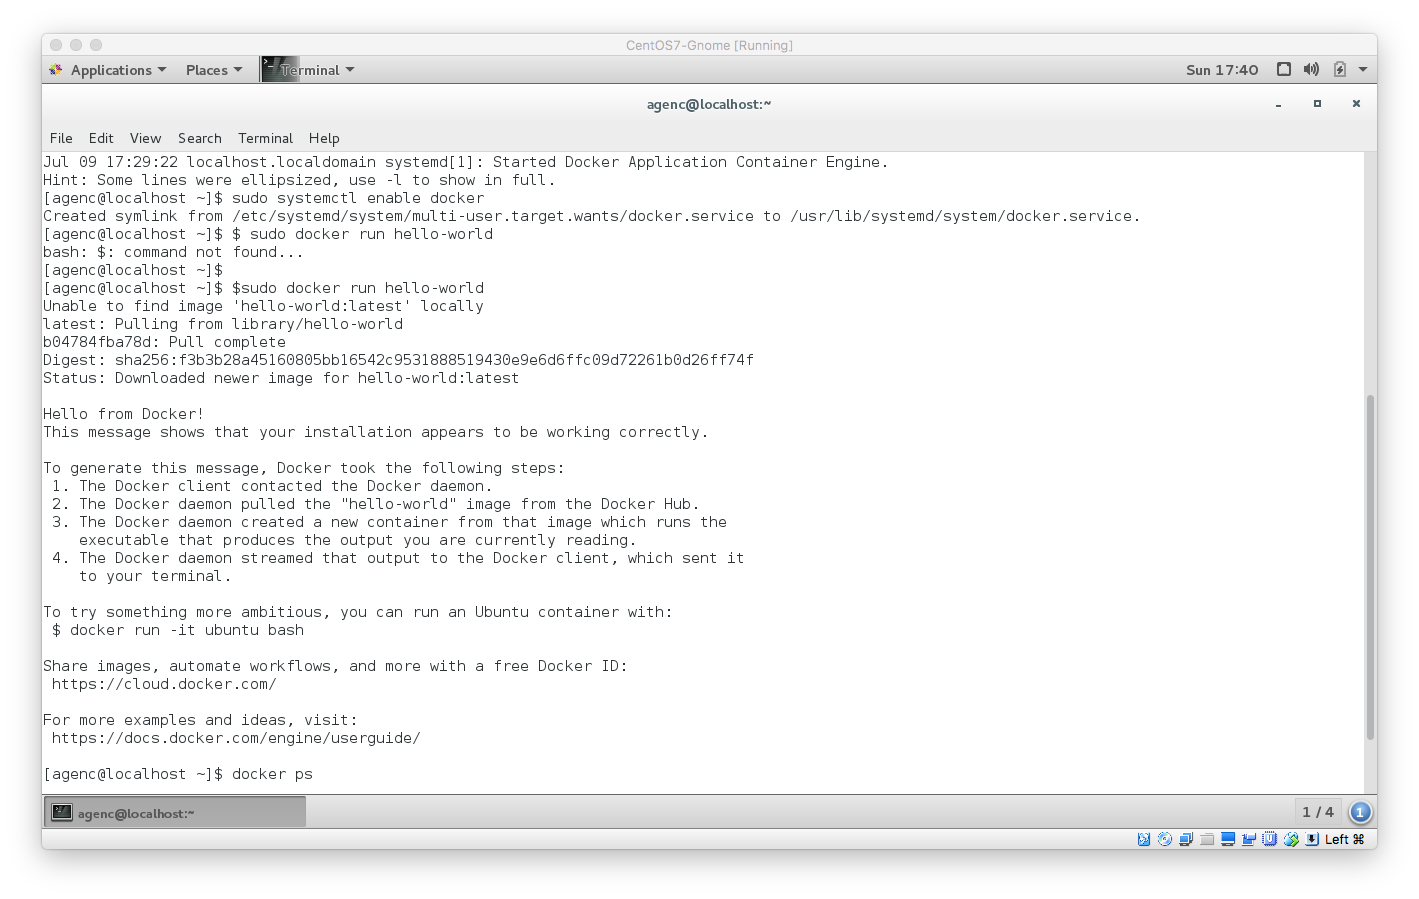 CentOS7-Gnome [Running]
Applications Places Terminal Sun 17:40
agenc@localhost:~
File Edit View Search Terminal Help
Jul 09 17:29:22 localhost.localdomain systemd[1]: Started Docker Application Container Engine.
Hint: Some lines were ellipsized, use -l to show in full.
[agenc@localhost ~]$ sudo systemctl enable docker
Created symlink from /etc/systemd/system/multi-user.target.wants/docker.service to /usr/lib/systemd/system/docker.service.
[agenc@localhost ~]$ $ sudo docker run hello-world
bash: $: command not found...
[agenc@localhost ~]$
[agenc@localhost ~]$ $sudo docker run hello-world
Unable to find image 'hello-world:latest' locally
latest: Pulling from library/hello-world
b04784fba78d: Pull complete
Digest: sha256:f3b3b28a45160805bb16542c9531888519430e9e6d6ffc09d72261b0d26ff74f
Status: Downloaded newer image for hello-world:latest
Hello from Docker!
This message shows that your installation appears to be working correctly.
To generate this message, Docker took the following steps:
1. The Docker client contacted the Docker daemon.
2. The Docker daemon pulled the "hello-world" image from the Docker Hub.
3. The Docker daemon created a new container from that image which runs the
executable that produces the output you are currently reading.
4. The Docker daemon streamed that output to the Docker client, which sent it
to your terminal.
To try something more ambitious, you can run an Ubuntu container with:
$ docker run -it ubuntu bash
Share images, automate workflows, and more with a free Docker ID:
https://cloud.docker.com/
For more examples and ideas, visit:
https://docs.docker.com/engine/userguide/
[agenc@localhost ~]$ docker ps
agenc@localhost:~ 1 / 4 1
Left ⌘